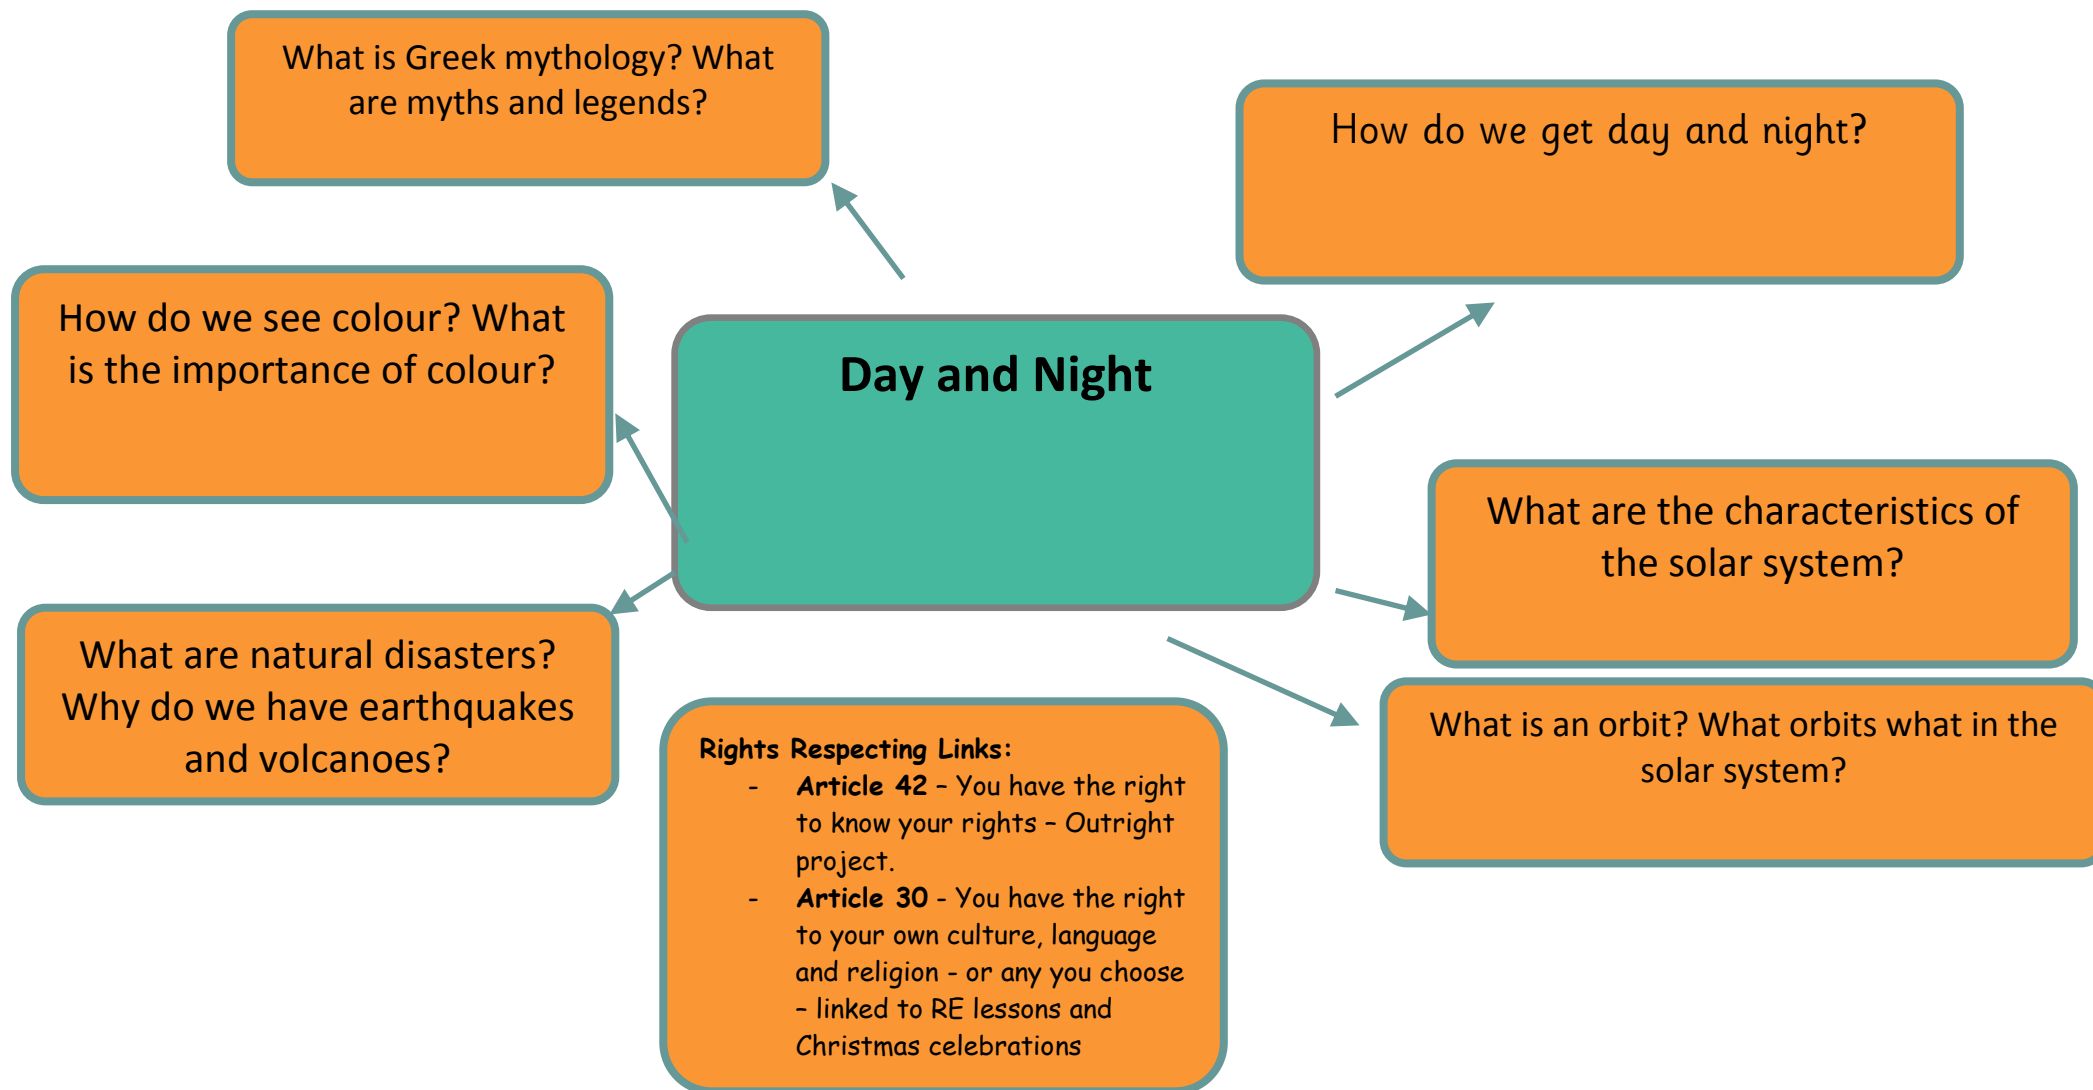 What is Greek mythology? What
are myths and legends?
How do we get day and night?
How do we see colour? What
is the importance of colour?
Day and Night
What are the characteristics of
the solar system?
What are natural disasters?
Why do we have earthquakes
and volcanoes?
What is an orbit? What orbits what in the
solar system?
Rights Respecting Links:
- Article 42 – You have the right
to know your rights – Outright
project.
- Article 30 - You have the right
to your own culture, language
and religion - or any you choose
– linked to RE lessons and
Christmas celebrations